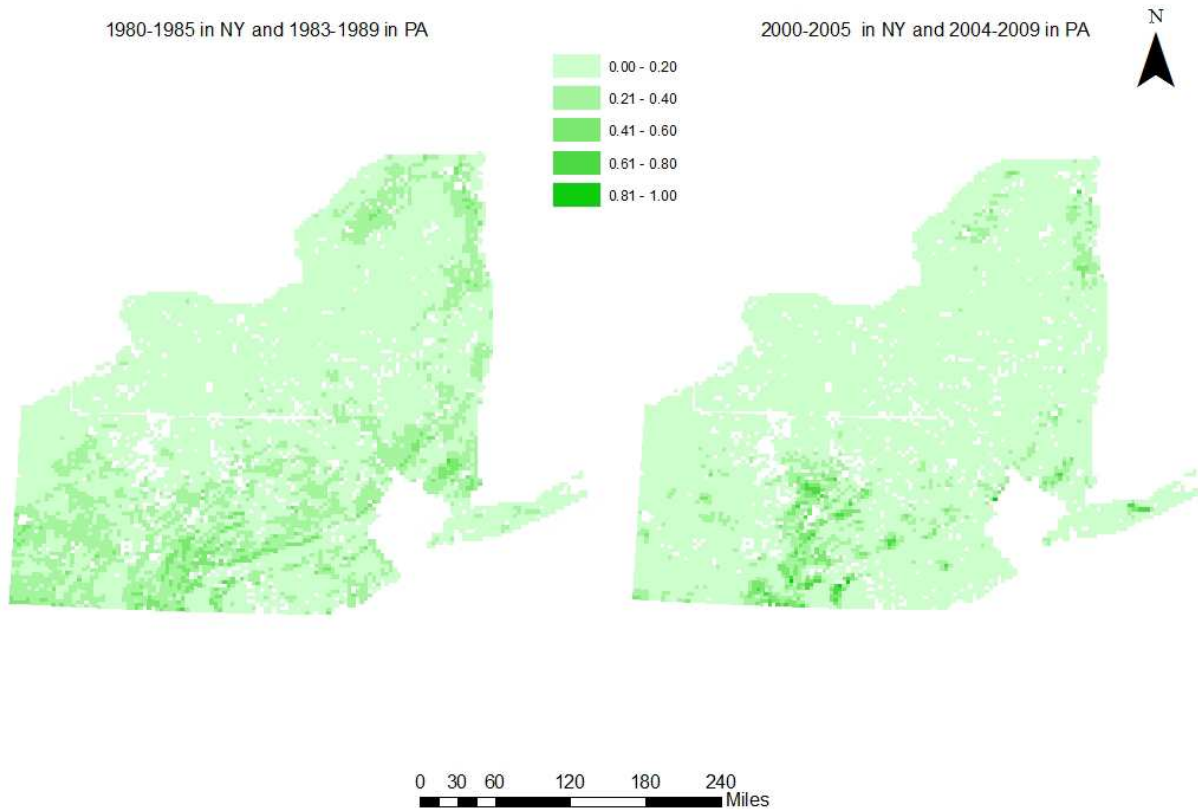 1980-1985 in NY and 1983-1989 in PA
2000-2005 in NY and 2004-2009 in PA
N
0.00 - 0.20
0.21 - 0.40
0.41 - 0.60
0.61 - 0.80
0.81 - 1.00
0 30 60 120 180 240
Miles